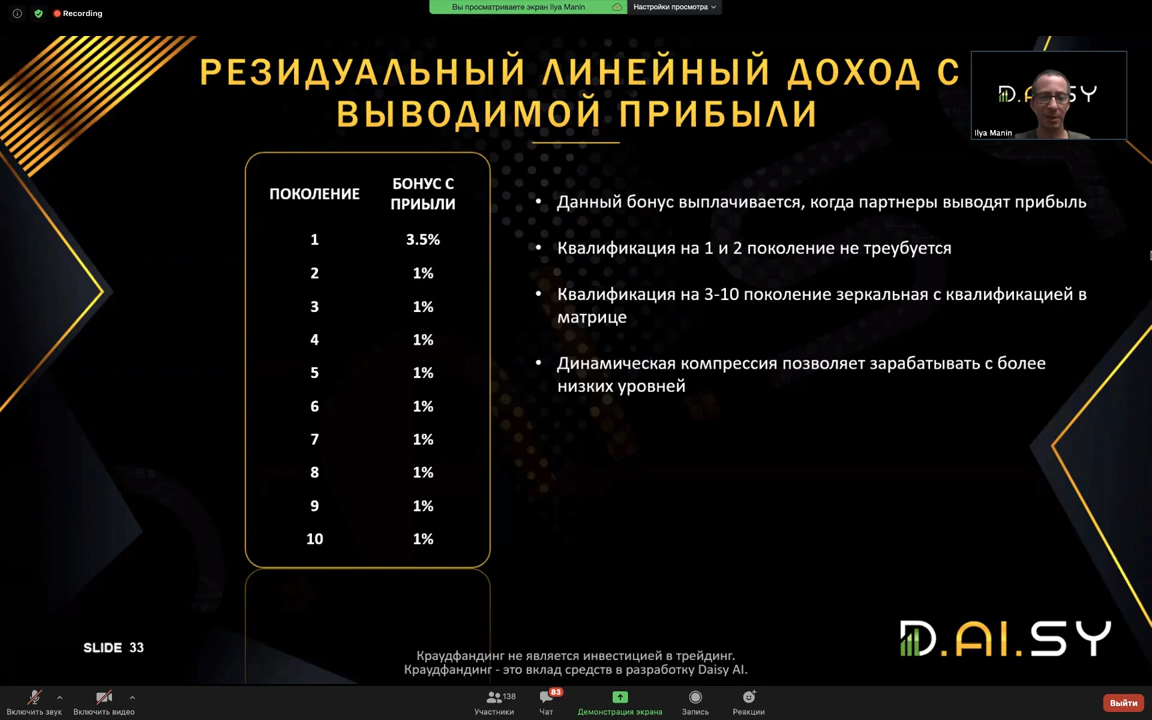 Recording
Вы просматриваете экран Ilya Manin
Настройки просмотра
РЕЗИДУАЛЬНЫЙ ЛИНЕЙНЫЙ ДОХОД С
ВЫВОДИМОЙ ПРИБЫЛИ
D.AI.SY
Ilya Manin
ПОКОЛЕНИЕ
БОНУС С
ПРИЫЛИ
1 3.5%
2 1%
3 1%
4 1%
5 1%
6 1%
7 1%
8 1%
9 1%
10 1%
• Данный бонус выплачивается, когда партнеры выводят прибыль
• Квалификация на 1 и 2 поколение не треубуется
• Квалификация на 3-10 поколение зеркальная с квалификацией в
матрице
• Динамическая компрессия позволяет зарабатывать с более
низких уровней
SLIDE 33
D.AI.SY
Краудфандинг не является инвестицией в трейдинг.
Краудфандинг - это вклад средств в разработку Daisy AI.
138
83
Включить звук
Включить видео
Участники
Чат
Демонстрация экрана
Запись
Реакции
Выйти